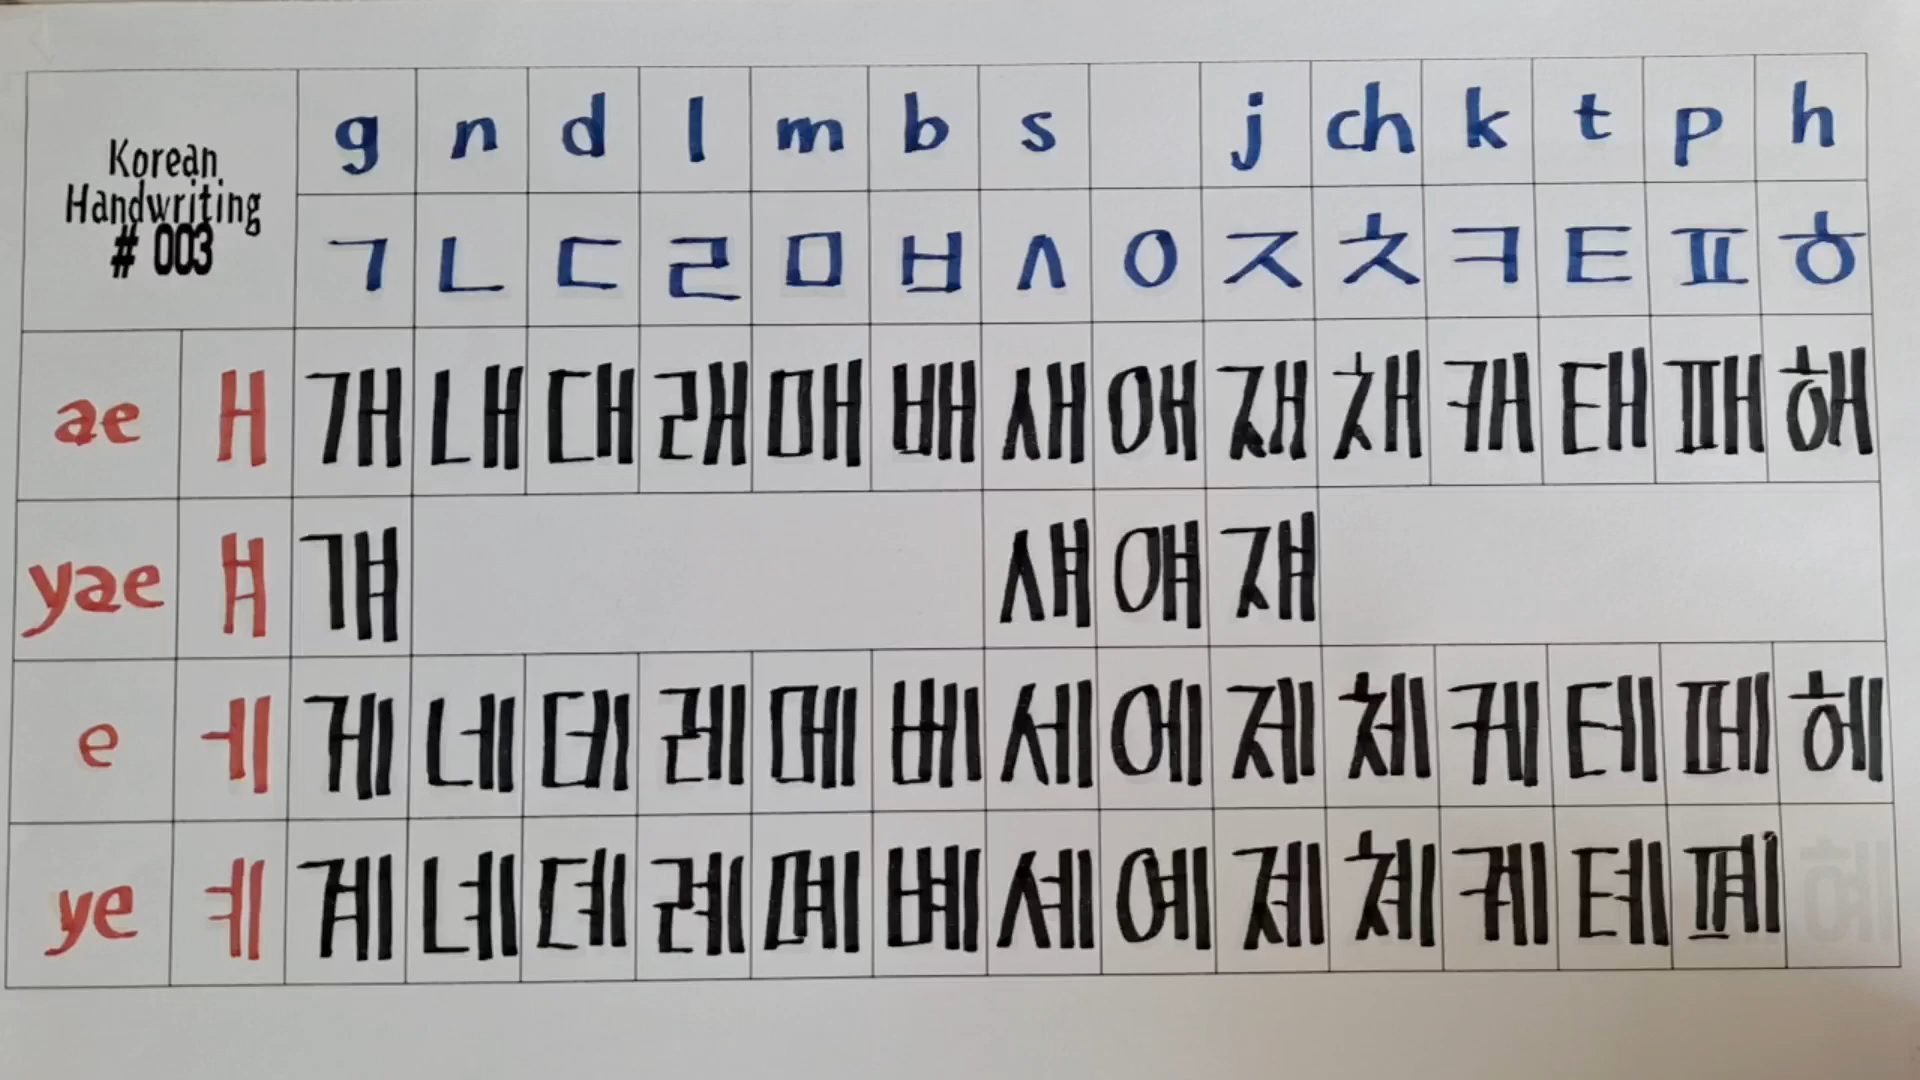 Korean
Handwriting
# 003
g n d l m b s j ch k t p h
ㄱ ㄴ ㄷ ㄹ ㅁ ㅂ ㅅ ㅇ ㅈ ㅊ ㅋ ㅌ ㅍ ㅎ
ae ㅐ 개 내 대 래 매 배 새 애 재 채 캐 태 패 해
yae ㅒ 걔 섀 얘 쟤
e ㅔ 게 네 데 레 메 베 세 에 제 체 케 테 페 헤
ye ㅖ 계 녜 뎨 례 몌 볘 셰 예 졔 쳬 켸 톄 폐 혜